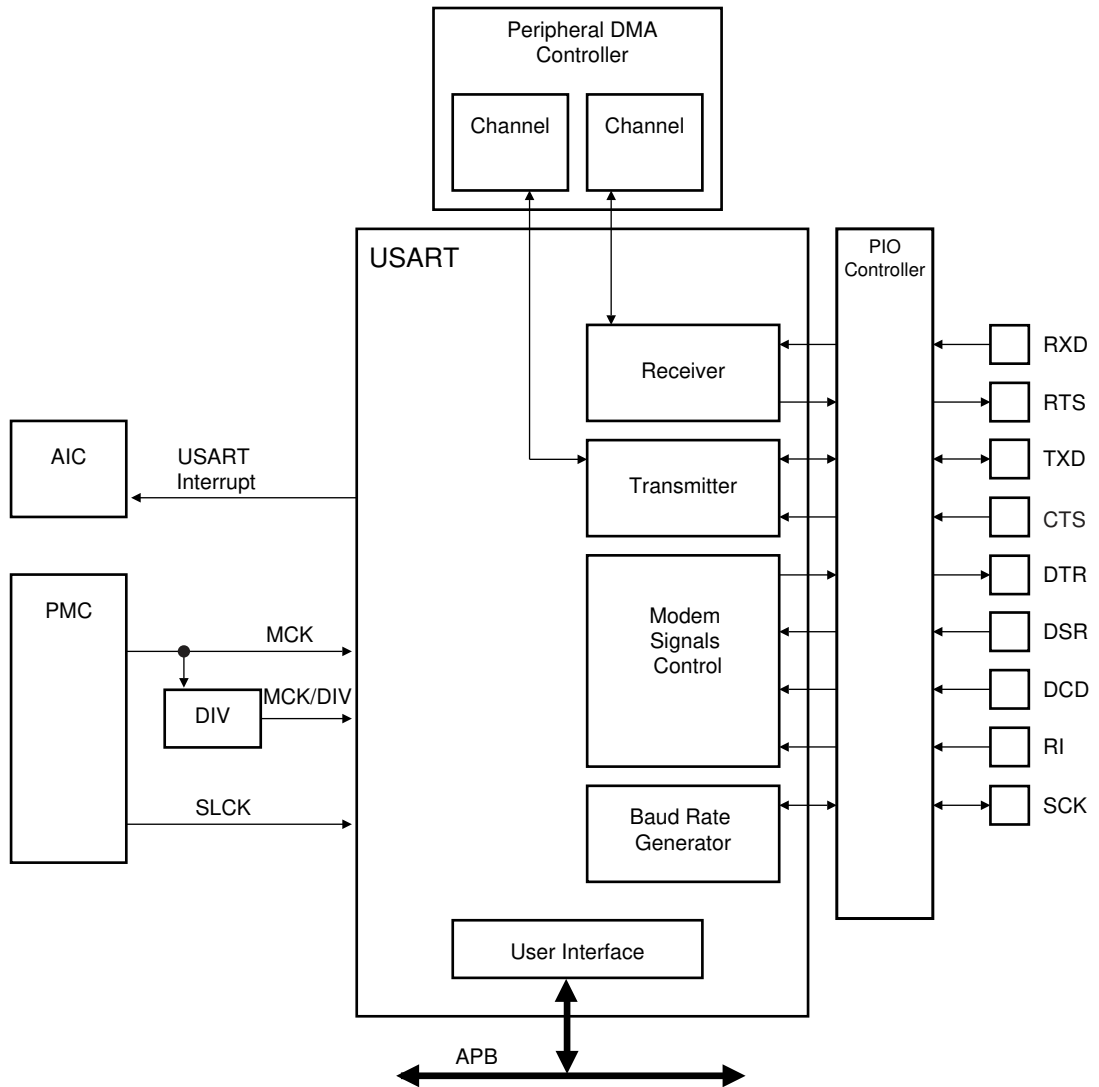 Peripheral DMA
Controller
Channel
Channel
USART
PIO
Controller
Receiver
RXD
RTS
AIC
USART
Interrupt
Transmitter
TXD
CTS
PMC
MCK
DIV
MCK/DIV
SLCK
Modem
Signals
Control
DTR
DSR
DCD
RI
Baud Rate
Generator
SCK
User Interface
APB